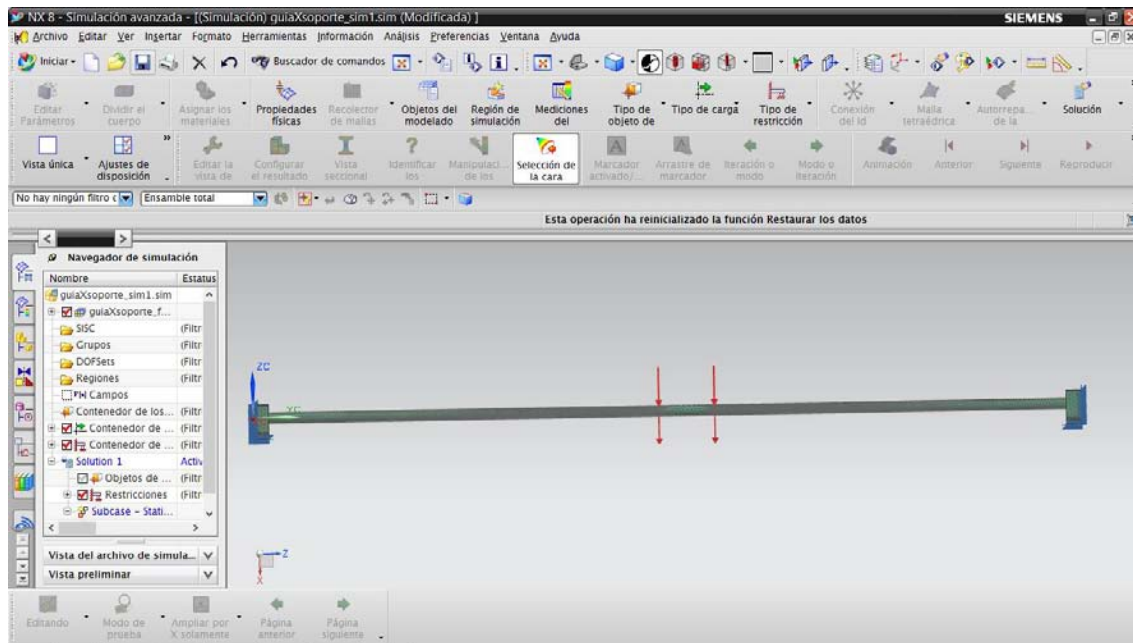 NX 8 - Simulación avanzada - [(Simulación) guiaXsoporte_sim1.sim (Modificada) ]
SIEMENS
Archivo Editar Ver Insertar Formato Herramientas Información Análisis Preferencias Ventana Ayuda
Iniciar Buscador de comandos
Editar Parámetros
Dividir el cuerpo
Asignar los materiales
Propiedades físicas
Recolector de mallas
Objetos del modelado
Región de simulación
Mediciones del
Tipo de objeto de
Tipo de carga
Tipo de restricción
Conexión del 1d
Malla tetraédrica
Autorrepa... de la
Solución
Vista única
Ajustes de disposición
Editar la vista de
Configurar el resultado
Vista seccional
Identificar los
Manipulaci... de los
Selección de la cara
Marcador activado/...
Arrastre de marcador
Iteración o modo
Modo o iteración
Animación
Anterior
Siguiente
Reproducir
No hay ningún filtro c
Ensamble total
Esta operación ha reinicializado la función Restaurar los datos
Navegador de simulación
Nombre Estatus
guiaXsoporte_sim1.sim
guiaXsoporte_f...
SISC (Filtr
Grupos (Filtr
DOFSets (Filtr
Regiones (Filtr
Campos
Contenedor de los... (Filtr
Contenedor de ... (Filtr
Contenedor de ... (Filtr
Solution 1 Activ
Objetos de ... (Filtr
Restricciones (Filtr
Subcase - Stati...
ZC
XC
Vista del archivo de simula...
Vista preliminar
Z
X
Editando
Modo de prueba
Ampliar por X solamente
Página anterior
Página siguiente